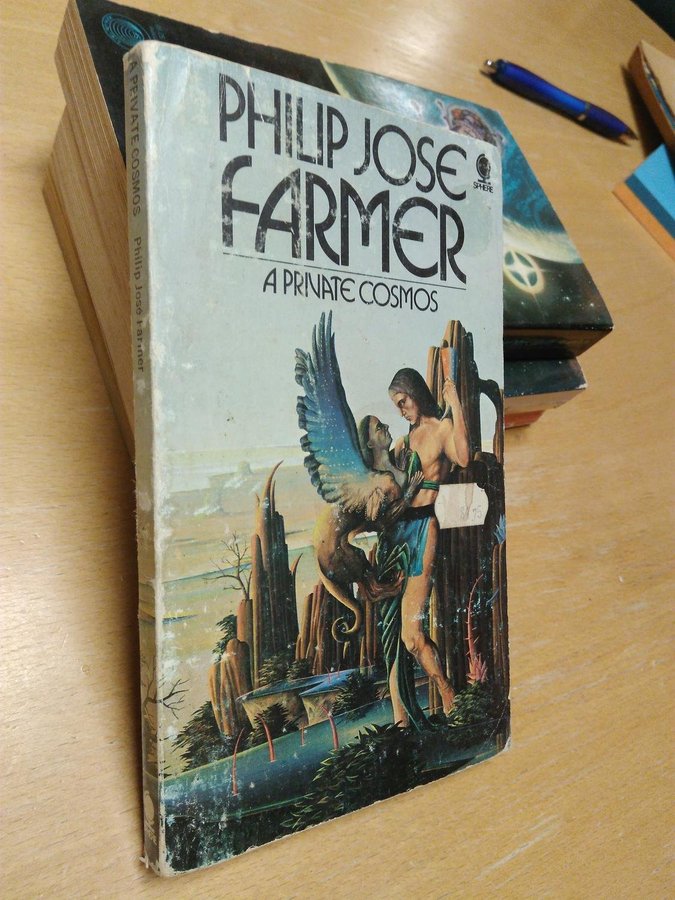 PHILIP JOSE
FARMER
A PRIVATE COSMOS
SPHERE
A PRIVATE COSMOS Philip José Farmer